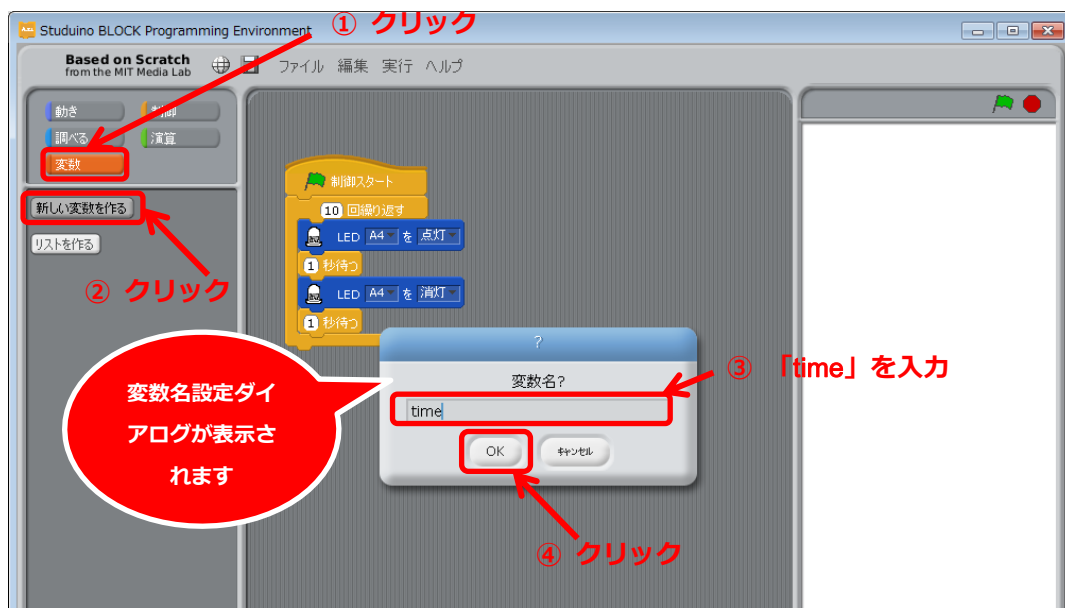 ① クリック
Studuino BLOCK Programming Environment
Based on Scratch
from the MIT Media Lab
ファイル 編集 実行 ヘルプ
動き 制御
調べる 演算
変数
新しい変数を作る
リストを作る
② クリック
制御スタート
10 回繰り返す
LED A4 を 点灯
1 秒待つ
LED A4 を 消灯
1 秒待つ
変数名設定ダイ
アログが表示さ
れます
?
変数名?
time
OK キャンセル
③ 「time」を入力
④ クリック